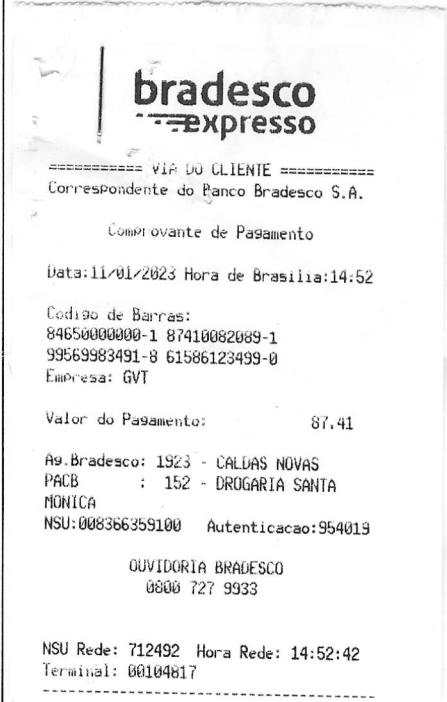 bradesco
expresso
=========== VIA DO CLIENTE ===========
Correspondente do Banco Bradesco S.A.
Comprovante de Pagamento
Data:11/01/2023 Hora de Brasilia:14:52
Codigo de Barras:
84650000000-1 87410082089-1
99569983491-8 61586123499-0
Empresa: GVT
Valor do Pagamento: 87.41
Ag.Bradesco: 1923 - CALDAS NOVAS
PACB : 152 - DROGARIA SANTA
MONICA
NSU:008366359100 Autenticacao:954019
OUVIDORIA BRADESCO
0800 727 9933
NSU Rede: 712492 Hora Rede: 14:52:42
Terminal: 00104817
--------------------------------------